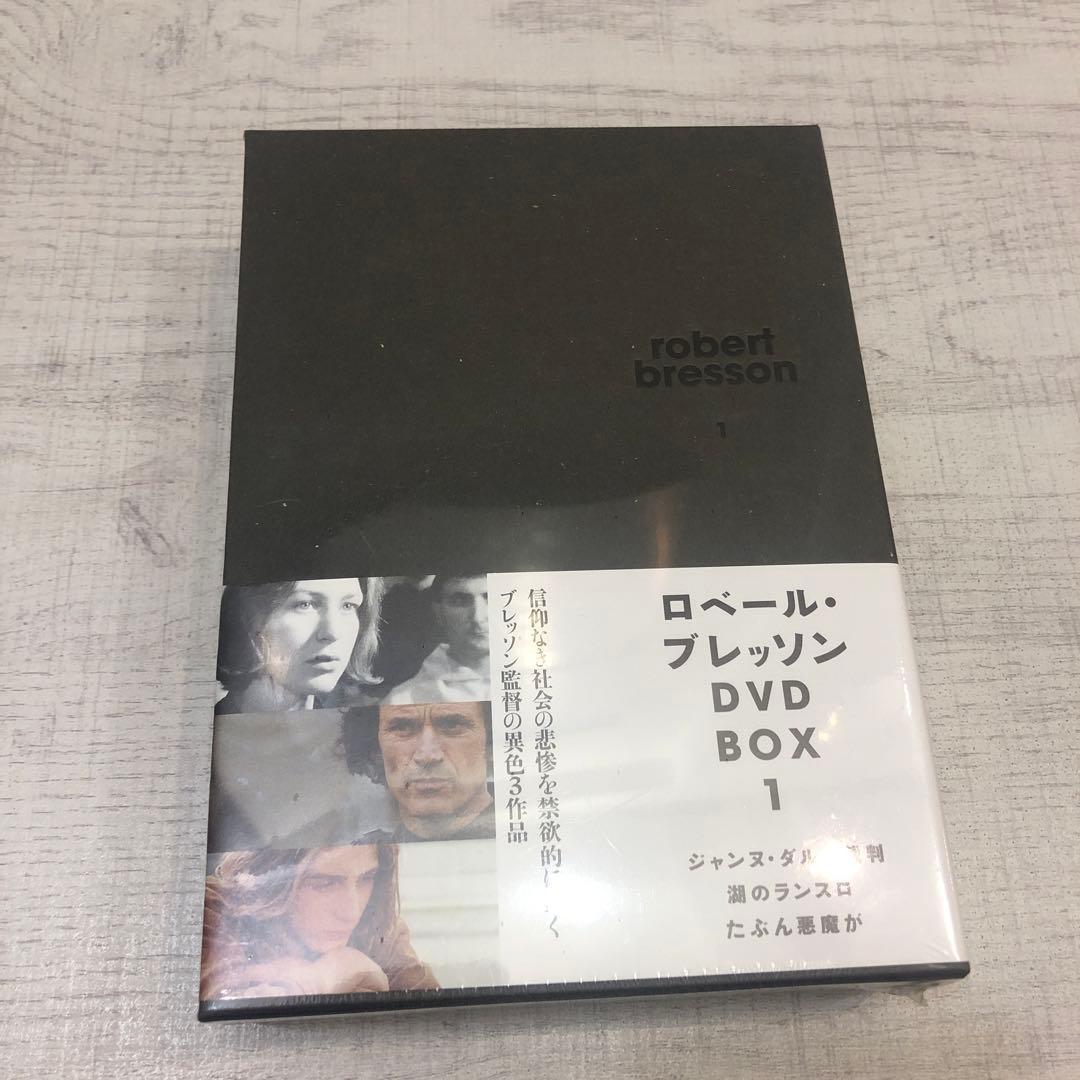 robert
bresson
1
ロベール・
ブレッソン
DVD
BOX
1
信仰なき社会の悲惨を禁欲的に く
ブレッソン監督の異色3作品
ジャンヌ・ダル 判
湖のランスロ
たぶん悪魔が